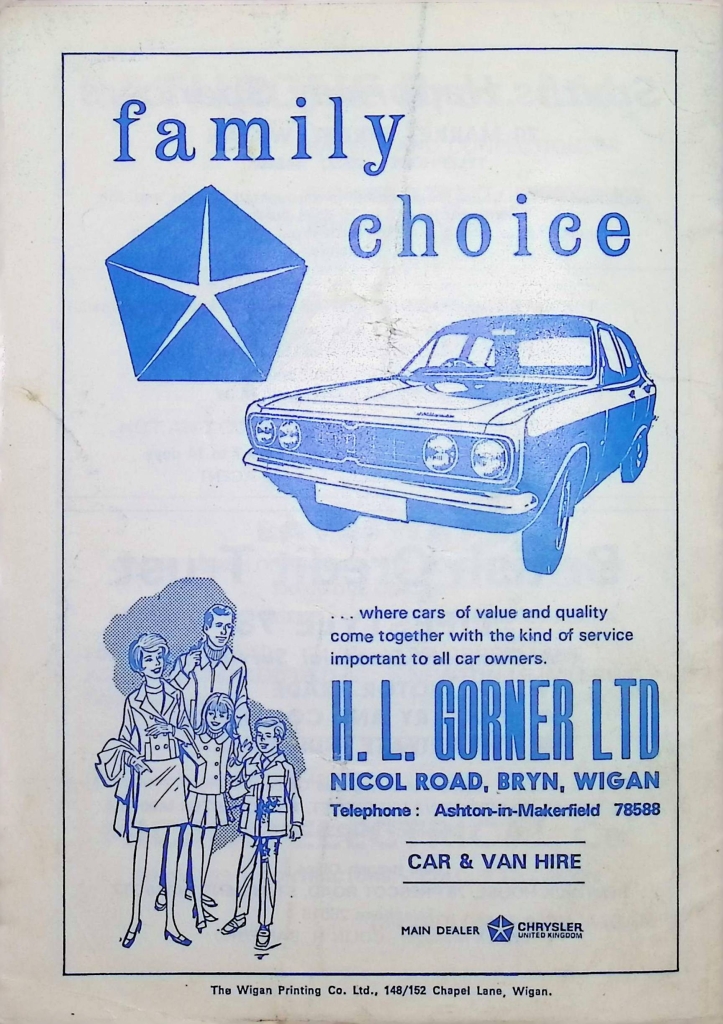 family
choice
... where cars of value and quality
come together with the kind of service
important to all car owners.
H. L. GORNER LTD
NICOL ROAD, BRYN, WIGAN
Telephone : Ashton-in-Makerfield 78588
CAR & VAN HIRE
MAIN DEALER CHRYSLER
UNITED KINGDOM
The Wigan Printing Co. Ltd., 148/152 Chapel Lane, Wigan.